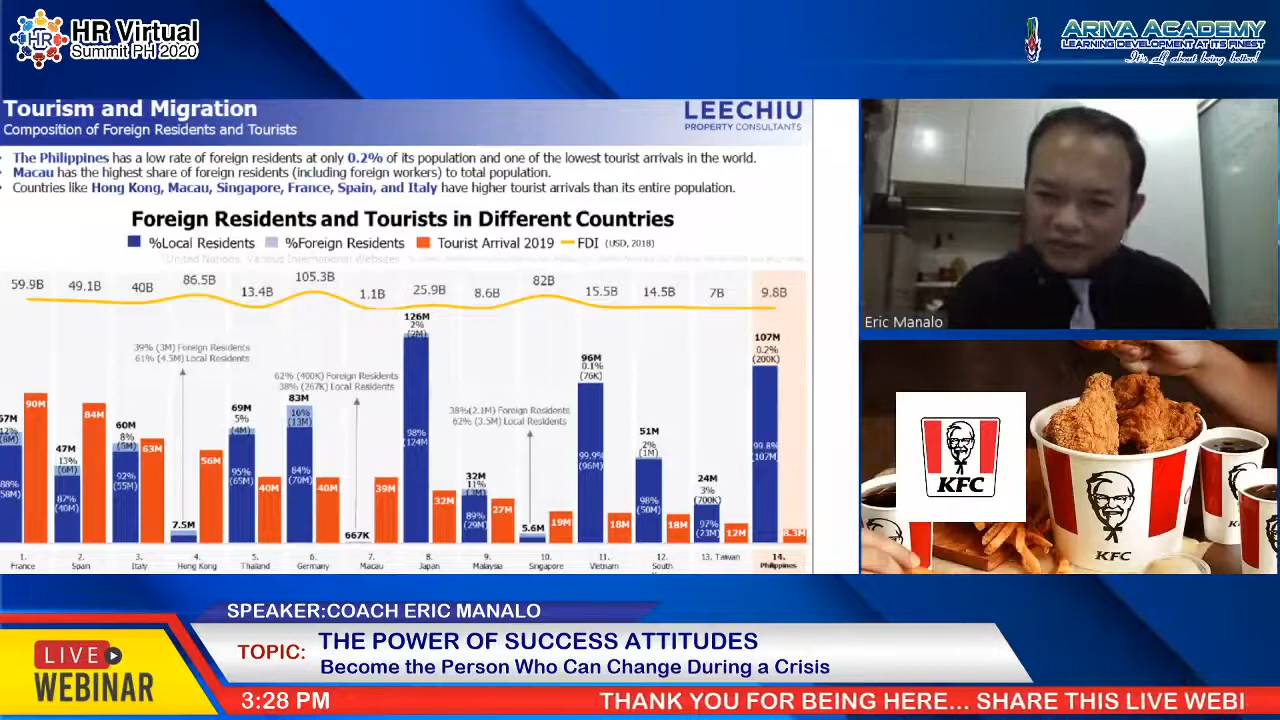 HR Virtual
Summit PH 2020
HR
ARIVA ACADEMY
LEARNING DEVELOPMENT AT ITS FINEST
It's all about being better!
Tourism and Migration
Composition of Foreign Residents and Tourists
LEECHIU
PROPERTY CONSULTANTS
The Philippines has a low rate of foreign residents at only 0.2% of its population and one of the lowest tourist arrivals in the world.
Macau has the highest share of foreign residents (including foreign workers) to total population.
Countries like Hong Kong, Macau, Singapore, France, Spain, and Italy have higher tourist arrivals than its entire population.
Foreign Residents and Tourists in Different Countries
%Local Residents %Foreign Residents Tourist Arrival 2019 FDI (USD, 2018)
United Nations, Various International Websites
59.9B 49.1B 40B 86.5B 13.4B 105.3B 1.1B 25.9B 8.6B 82B 15.5B 14.5B 7B 9.8B
39% (3M) Foreign Residents
61% (4.5M) Local Residents
62% (400K) Foreign Residents
38% (267K) Local Residents
38%(2.1M) Foreign Residents
62% (3.5M) Local Residents
67M
12%
(8M)
88%
(58M)
90M
47M
13%
(6M)
87%
(40M)
84M
60M
8%
(5M)
92%
(55M)
63M
7.5M
56M
69M
5%
(4M)
95%
(65M)
40M
83M
16%
(13M)
84%
(70M)
40M
667K
39M
126M
2%
(2M)
98%
(124M
32M
32M
11%
89%
(29M)
27M
5.6M
19M
96M
0.1%
(76K)
99.9%
(96M)
18M
51M
2%
(1M)
98%
(50M)
18M
24M
3%
(700K)
97%
(23M)
12M
107M
0.2%
(200K)
99.8%
(107M)
8.3M
1. France
2. Spain
3. Italy
4. Hong Kong
5. Thailand
6. Germany
7. Macau
8. Japan
9. Malaysia
10. Singapore
11. Vietnam
12. South
13. Taiwan
14. Philippines
Eric Manalo
KFC
KFC
SPEAKER:COACH ERIC MANALO
TOPIC: THE POWER OF SUCCESS ATTITUDES
Become the Person Who Can Change During a Crisis
LIVE
WEBINAR
3:28 PM
THANK YOU FOR BEING HERE... SHARE THIS LIVE WEBI